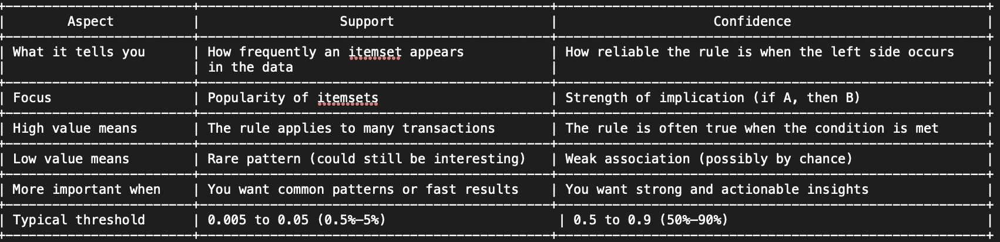 Aspect Support Confidence
What it tells you How frequently an itemset appears How reliable the rule is when the left side occurs
in the data
Focus Popularity of itemsets Strength of implication (if A, then B)
High value means The rule applies to many transactions The rule is often true when the condition is met
Low value means Rare pattern (could still be interesting) Weak association (possibly by chance)
More important when You want common patterns or fast results You want strong and actionable insights
Typical threshold 0.005 to 0.05 (0.5%–5%) 0.5 to 0.9 (50%–90%)